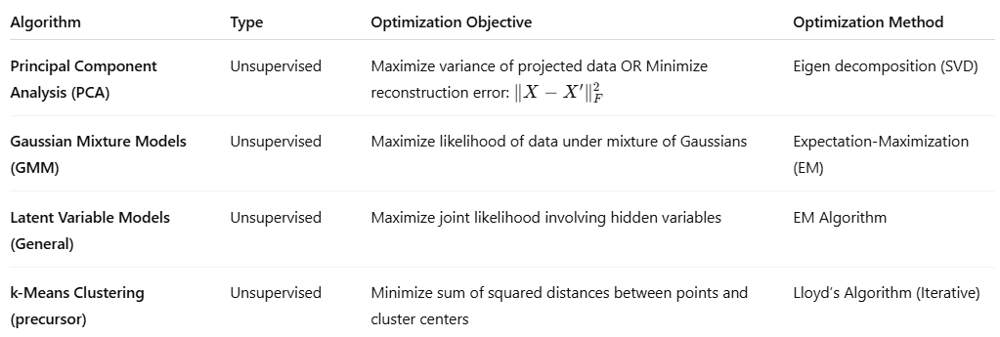 Algorithm Type Optimization Objective Optimization Method
Principal Component Unsupervised Maximize variance of projected data OR Minimize Eigen decomposition (SVD)
Analysis (PCA) reconstruction error: ‖X − X′‖²_F
Gaussian Mixture Models Unsupervised Maximize likelihood of data under mixture of Gaussians Expectation-Maximization
(GMM) (EM)
Latent Variable Models Unsupervised Maximize joint likelihood involving hidden variables EM Algorithm
(General)
k-Means Clustering Unsupervised Minimize sum of squared distances between points and Lloyd's Algorithm (Iterative)
(precursor) cluster centers